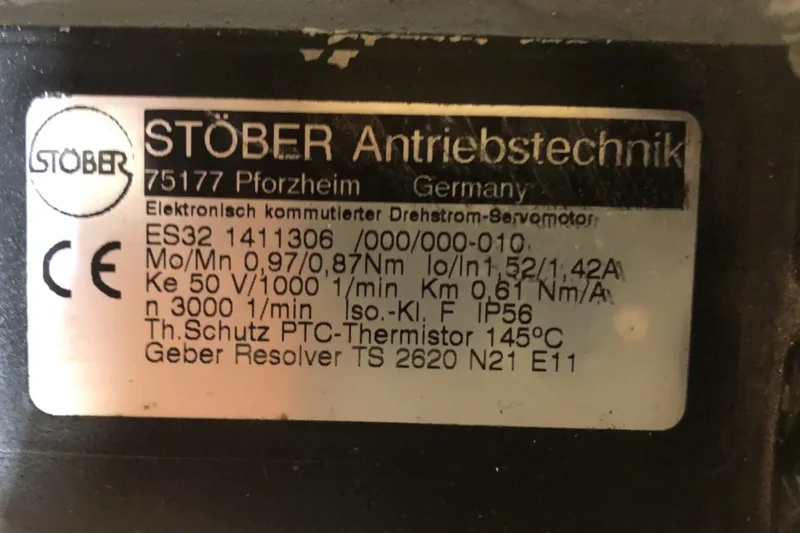 STÖBER
STÖBER Antriebstechnik
75177 Pforzheim Germany
Elektronisch kommutierter Drehstrom-Servomotor
ES32 1411306 /000/000-010
Mo/Mn 0,97/0,87Nm Io/In1,52/1,42A
Ke 50 V/1000 1/min Km 0,61 Nm/A
n 3000 1/min Iso.-Kl. F IP56
Th.Schutz PTC-Thermistor 145°C
Geber Resolver TS 2620 N21 E11
CE